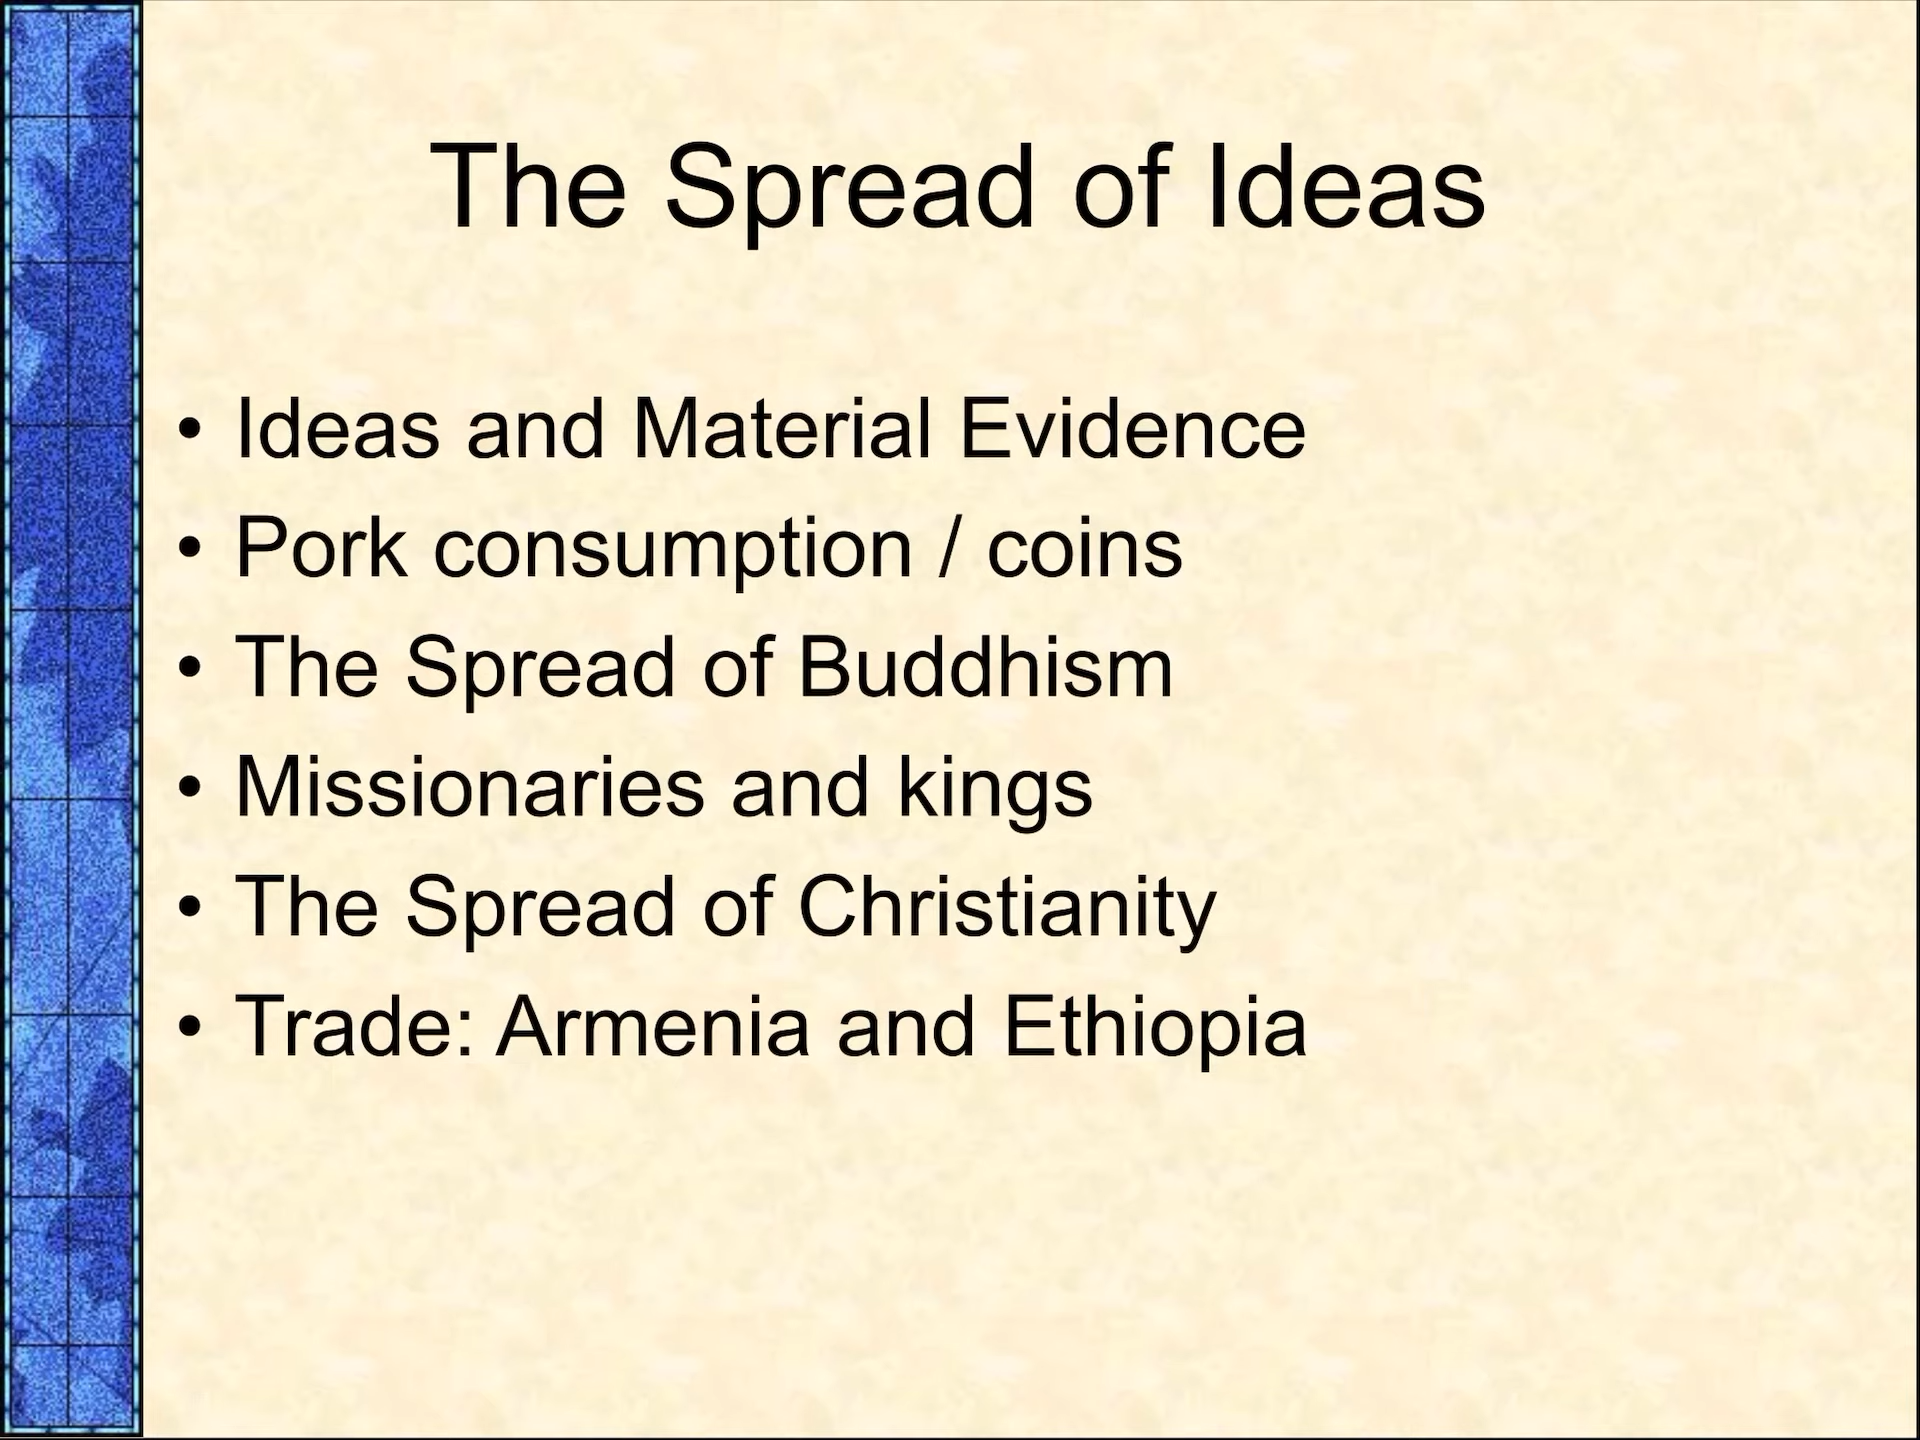 The Spread of Ideas
• Ideas and Material Evidence
• Pork consumption / coins
• The Spread of Buddhism
• Missionaries and kings
• The Spread of Christianity
• Trade: Armenia and Ethiopia